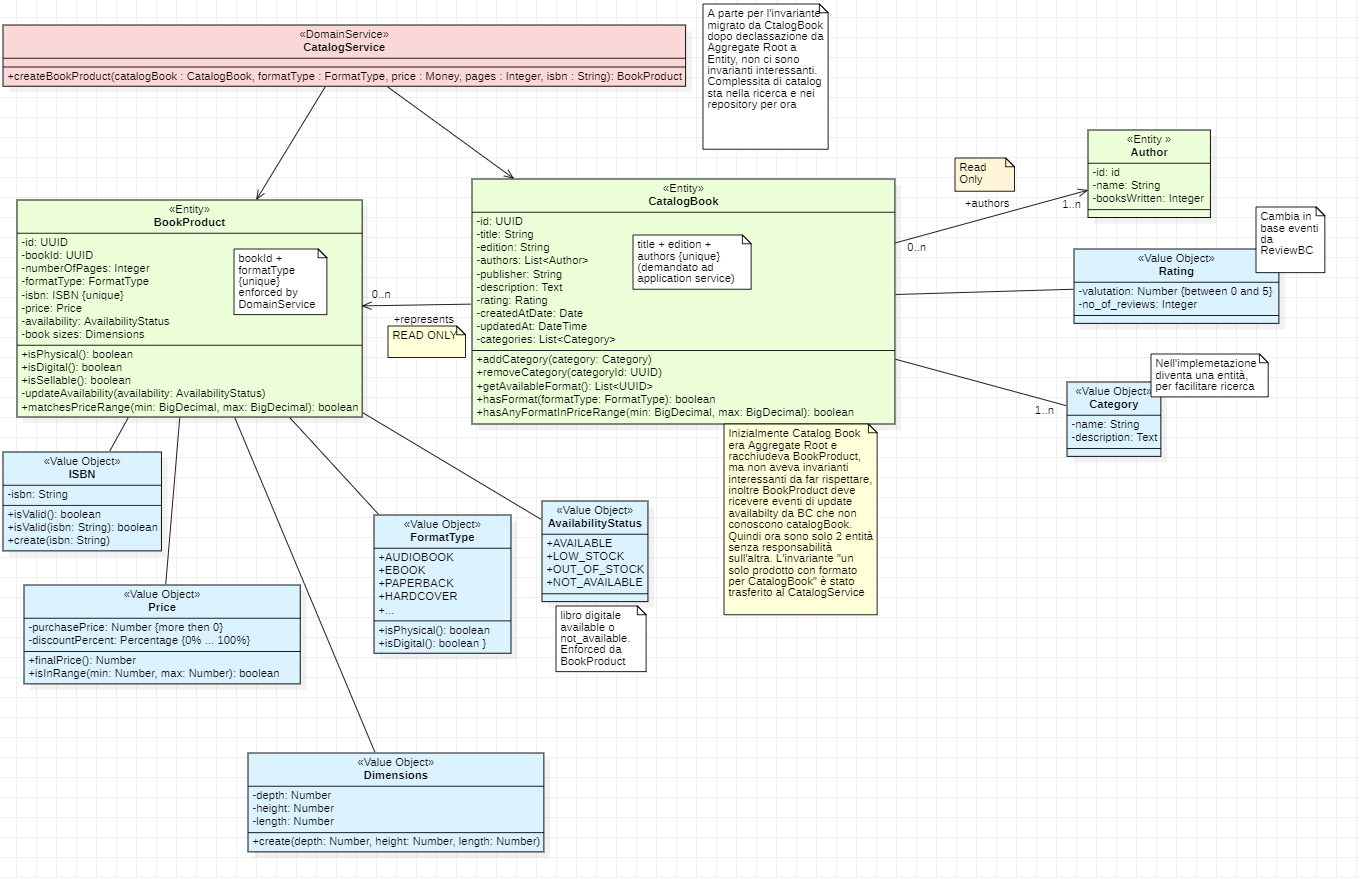 «DomainService»
CatalogService
+createBookProduct(catalogBook : CatalogBook, formatType : FormatType, price : Money, pages : Integer, isbn : String): BookProduct
A parte per l'invariante
migrato da CtalogBook
dopo declassazione da
Aggregate Root a
Entity, non ci sono
invarianti interessanti.
Complessita di catalog
sta nella ricerca e nei
repository per ora
«Entity»
BookProduct
-id: UUID
-bookId: UUID
-numberOfPages: Integer
-formatType: FormatType
-isbn: ISBN {unique}
-price: Price
-availability: AvailabilityStatus
-book sizes: Dimensions
+isPhysical(): boolean
+isDigital(): boolean
+isSellable(): boolean
-updateAvailability(availability: AvailabilityStatus)
+matchesPriceRange(min: BigDecimal, max: BigDecimal): boolean
bookId +
formatType
{unique}
enforced by
DomainService
0..n
+represents
READ ONLY
«Entity»
CatalogBook
-id: UUID
-title: String
-edition: String
-authors: List<Author>
-publisher: String
-description: Text
-rating: Rating
-createdAtDate: Date
-updatedAt: DateTime
-categories: List<Category>
+addCategory(category: Category)
+removeCategory(categoryId: UUID)
+getAvailableFormat(): List<UUID>
+hasFormat(formatType: FormatType): boolean
+hasAnyFormatInPriceRange(min: BigDecimal, max: BigDecimal): boolean
title + edition +
authors {unique}
(demandato ad
application service)
Read
Only
+authors
0..n
1..n
«Entity »
Author
-id: id
-name: String
-booksWritten: Integer
Cambia in
base eventi
da
ReviewBC
«Value Object»
Rating
-valutation: Number {between 0 and 5}
-no_of_reviews: Integer
Nell'implemetazione
diventa una entità,
per facilitare ricerca
1..n
«Value Object»
Category
-name: String
-description: Text
Inizialmente Catalog Book
era Aggregate Root e
racchiudeva BookProduct,
ma non aveva invarianti
interessanti da far rispettare,
inoltre BookProduct deve
ricevere eventi di update
availabilty da BC che non
conoscono catalogBook.
Quindi ora sono solo 2 entità
senza responsabilità
sull'altra. L'invariante "un
solo prodotto con formato
per CatalogBook" è stato
trasferito al CatalogService
«Value Object»
ISBN
-isbn: String
+isValid(): boolean
+isValid(isbn: String): boolean
+create(isbn: String)
«Value Object»
Price
-purchasePrice: Number {more then 0}
-discountPercent: Percentage {0% ... 100%}
+finalPrice(): Number
+isInRange(min: Number, max: Number): boolean
«Value Object»
FormatType
+AUDIOBOOK
+EBOOK
+PAPERBACK
+HARDCOVER
+...
+isPhysical(): boolean
+isDigital(): boolean }
«Value Object»
AvailabilityStatus
+AVAILABLE
+LOW_STOCK
+OUT_OF_STOCK
+NOT_AVAILABLE
libro digitale
available o
not_available.
Enforced da
BookProduct
«Value Object»
Dimensions
-depth: Number
-height: Number
-length: Number
+create(depth: Number, height: Number, length: Number)